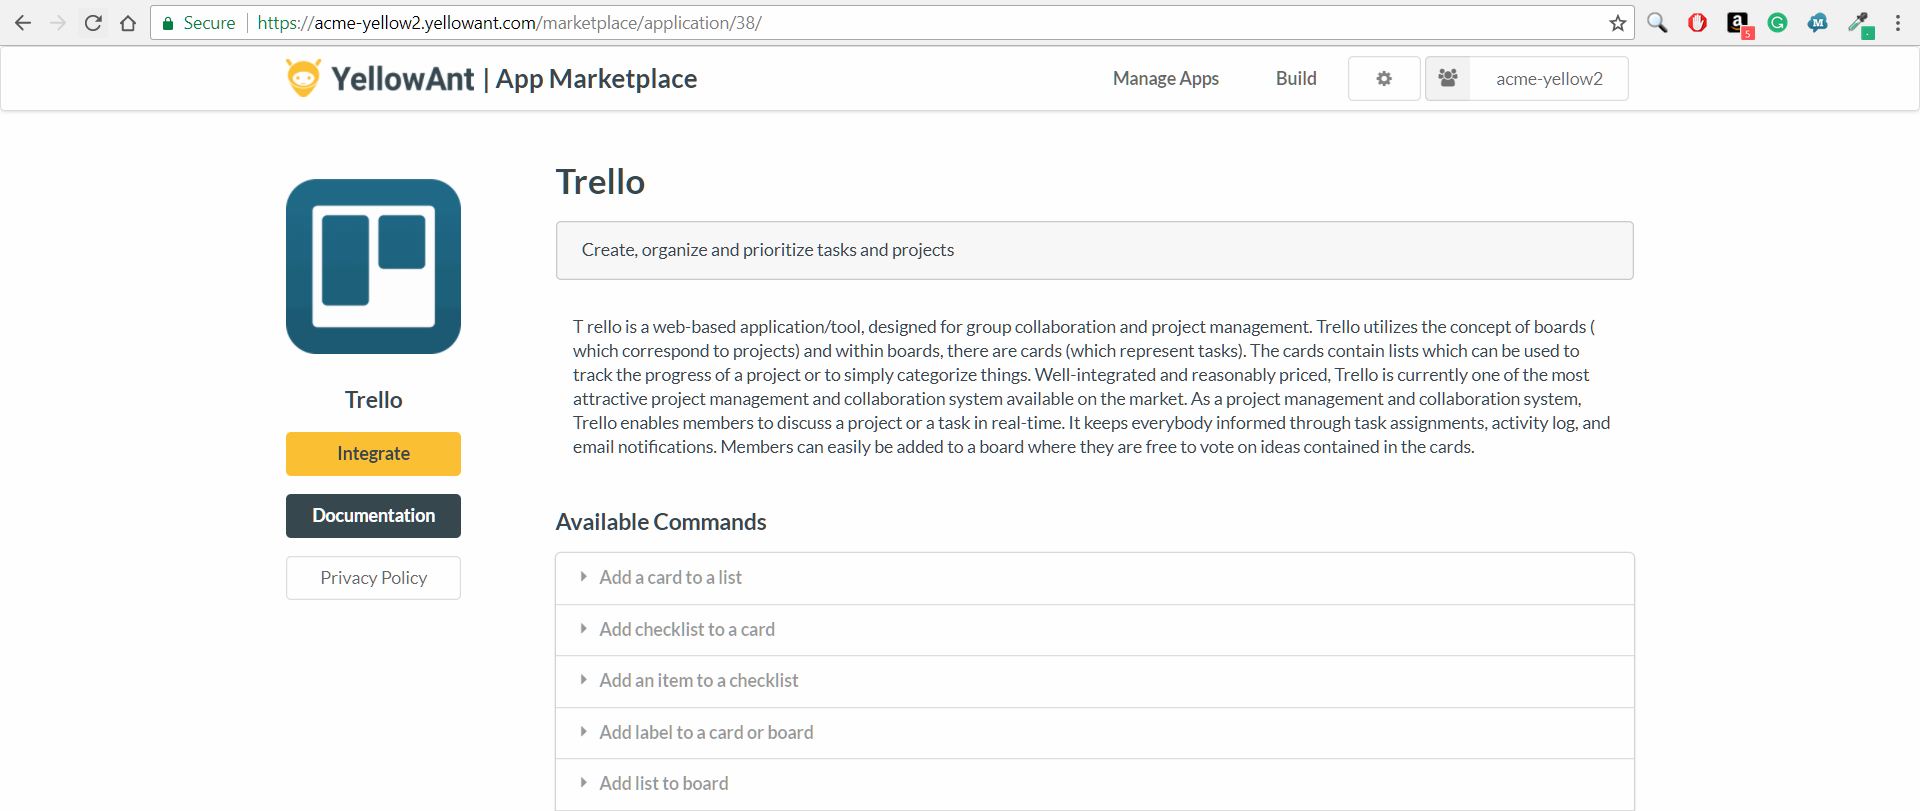 Secure https://acme-yellow2.yellowant.com/marketplace/application/38/
a 5 G M
YellowAnt | App Marketplace
Manage Apps Build acme-yellow2
Trello
Create, organize and prioritize tasks and projects
T rello is a web-based application/tool, designed for group collaboration and project management. Trello utilizes the concept of boards (
which correspond to projects) and within boards, there are cards (which represent tasks). The cards contain lists which can be used to
track the progress of a project or to simply categorize things. Well-integrated and reasonably priced, Trello is currently one of the most
attractive project management and collaboration system available on the market. As a project management and collaboration system,
Trello enables members to discuss a project or a task in real-time. It keeps everybody informed through task assignments, activity log, and
email notifications. Members can easily be added to a board where they are free to vote on ideas contained in the cards.
Trello
Integrate
Documentation
Privacy Policy
Available Commands
Add a card to a list
Add checklist to a card
Add an item to a checklist
Add label to a card or board
Add list to board